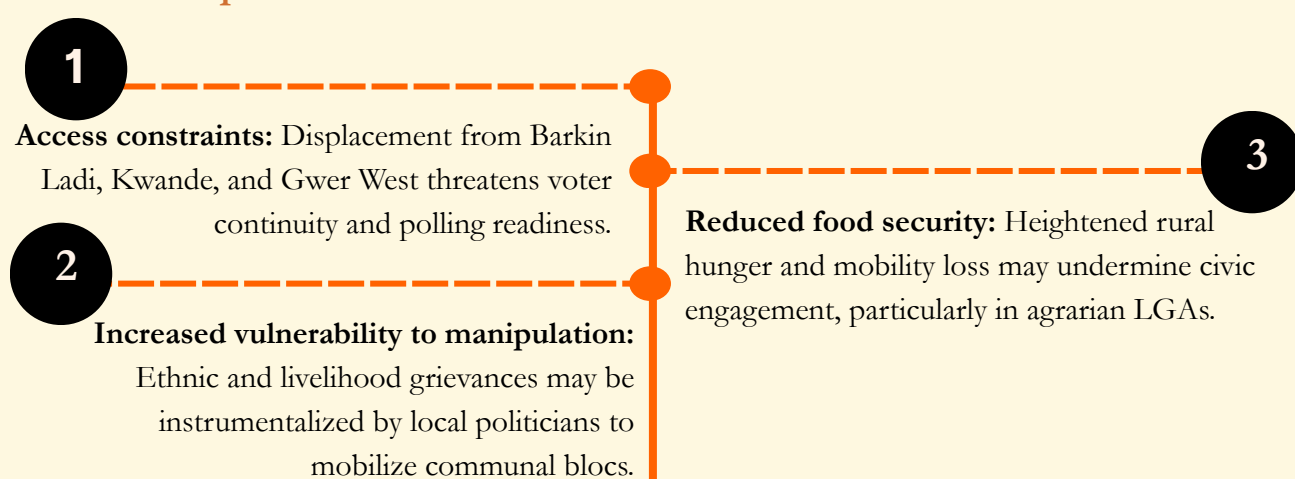 1
Access constraints: Displacement from Barkin
Ladi, Kwande, and Gwer West threatens voter
continuity and polling readiness.
2
Increased vulnerability to manipulation:
Ethnic and livelihood grievances may be
instrumentalized by local politicians to
mobilize communal blocs.
3
Reduced food security: Heightened rural
hunger and mobility loss may undermine civic
engagement, particularly in agrarian LGAs.